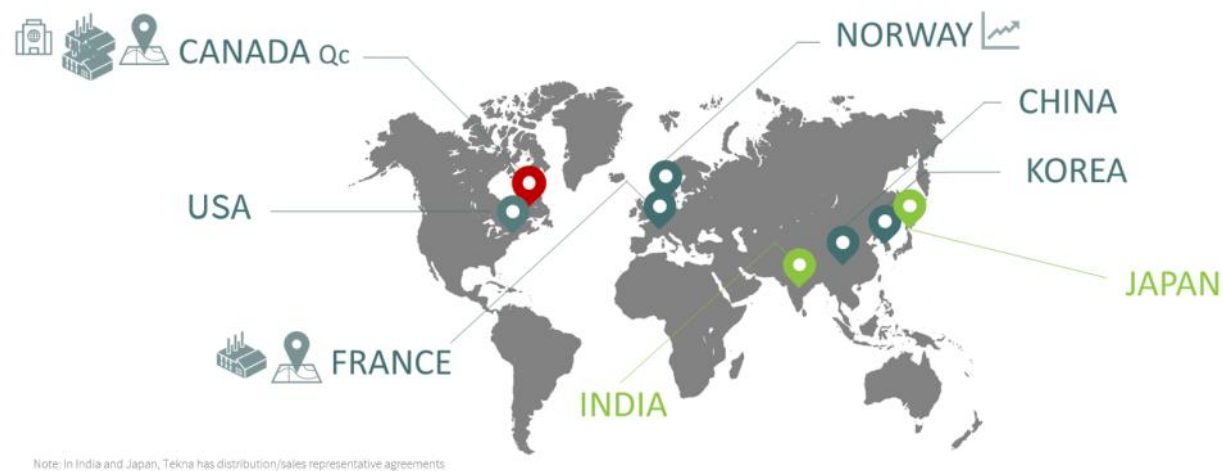 CANADA Qc
NORWAY
CHINA
KOREA
USA
JAPAN
FRANCE
INDIA
Note: In India and Japan, Tekna has distribution/sales representative agreements